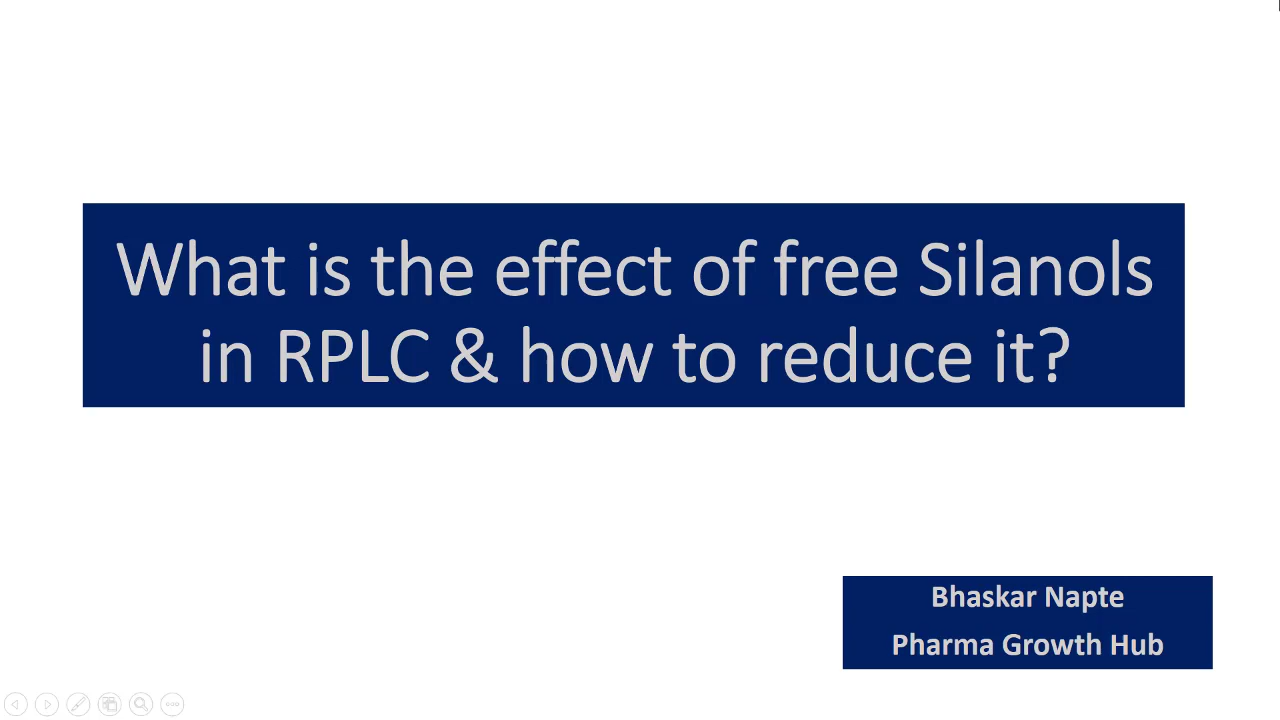 What is the effect of free Silanols
in RPLC & how to reduce it?
Bhaskar Napte
Pharma Growth Hub